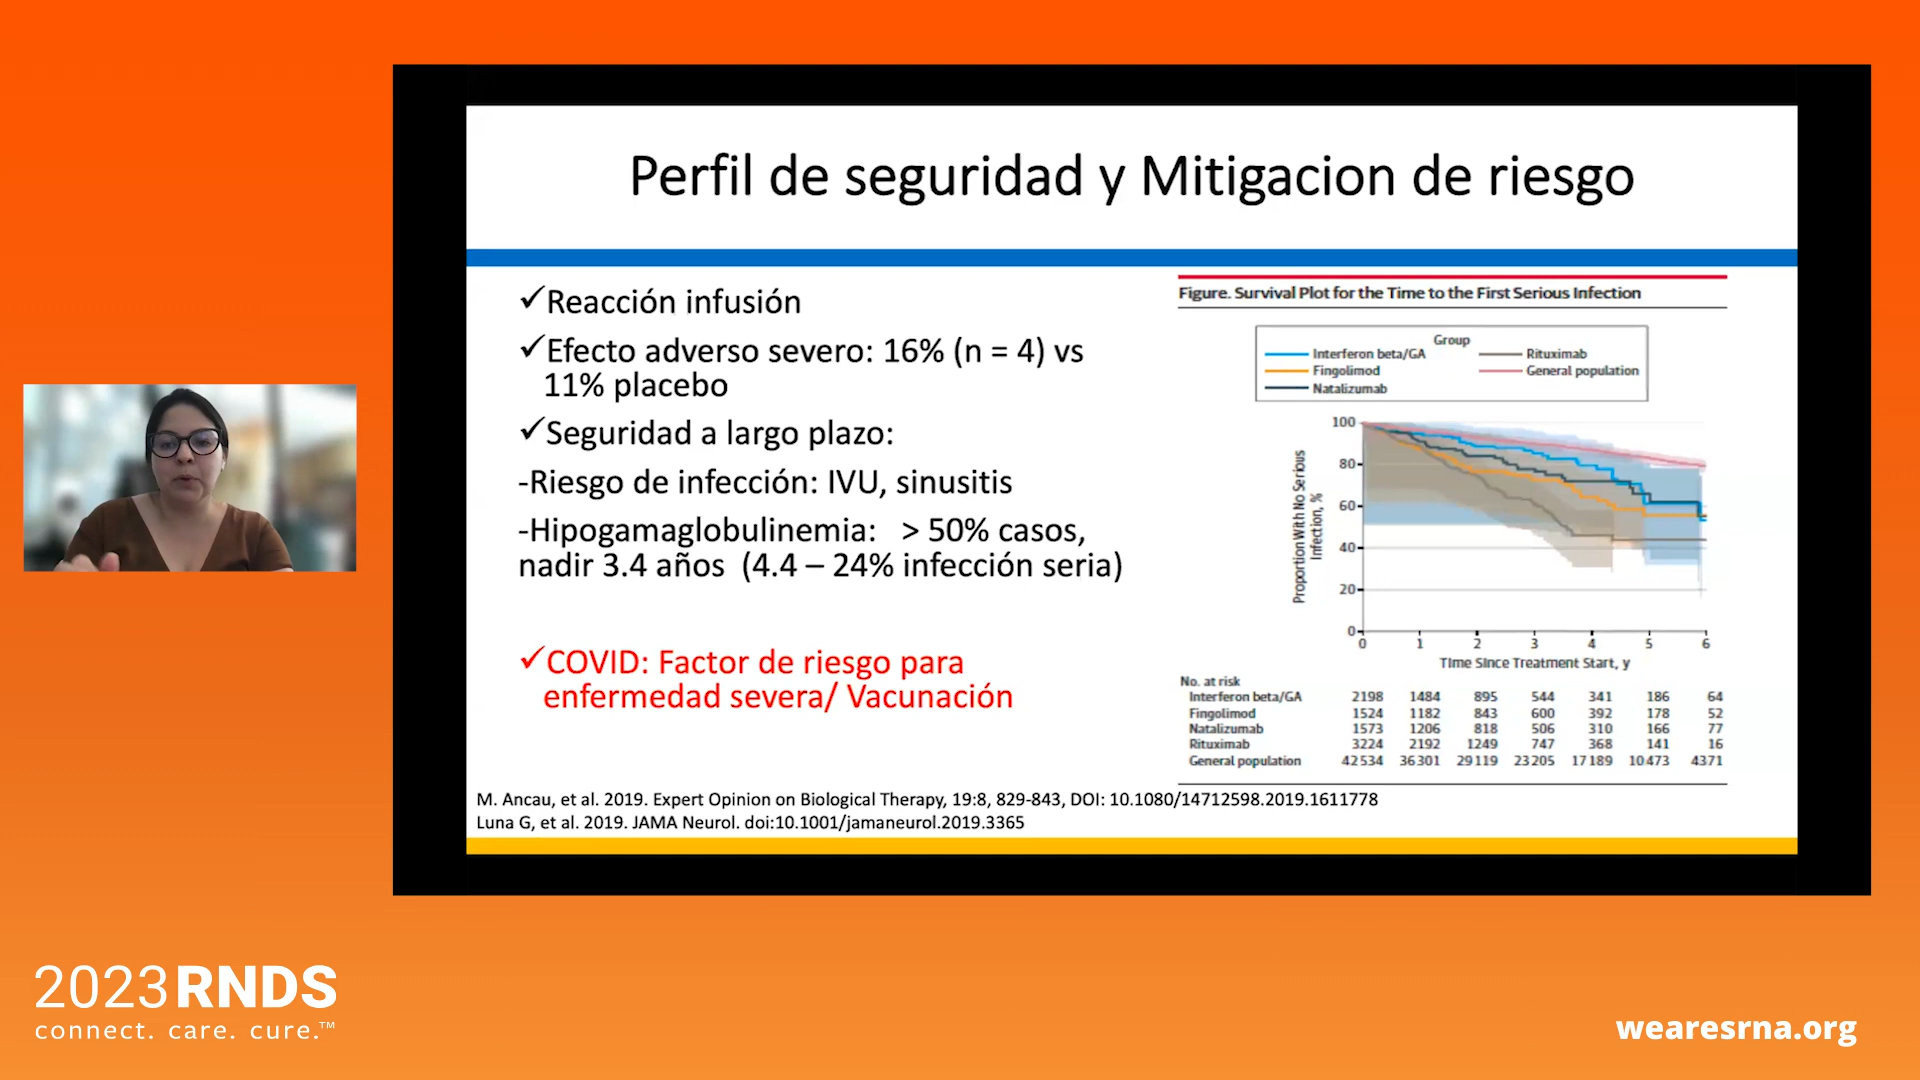 Perfil de seguridad y Mitigacion de riesgo
✓Reacción infusión
✓Efecto adverso severo: 16% (n = 4) vs
11% placebo
✓Seguridad a largo plazo:
-Riesgo de infección: IVU, sinusitis
-Hipogamaglobulinemia: > 50% casos,
nadir 3.4 años (4.4 – 24% infección seria)
✓COVID: Factor de riesgo para
enfermedad severa/ Vacunación
Figure. Survival Plot for the Time to the First Serious Infection
Group
Interferon beta/GA
Fingolimod
Natalizumab
Rituximab
General population
Proportion With No Serious
Infection, %
100
80
60
40
20
0
0 1 2 3 4 5 6
Time Since Treatment Start, y
No. at risk
Interferon beta/GA 2198 1484 895 544 341 186 64
Fingolimod 1524 1182 843 600 392 178 52
Natalizumab 1573 1206 818 506 310 166 77
Rituximab 3224 2192 1249 747 368 141 16
General population 42534 36301 29119 23205 17189 10473 4371
M. Ancau, et al. 2019. Expert Opinion on Biological Therapy, 19:8, 829-843, DOI: 10.1080/14712598.2019.1611778
Luna G, et al. 2019. JAMA Neurol. doi:10.1001/jamaneurol.2019.3365
2023RNDS
connect. care. cure.™
wearesrna.org